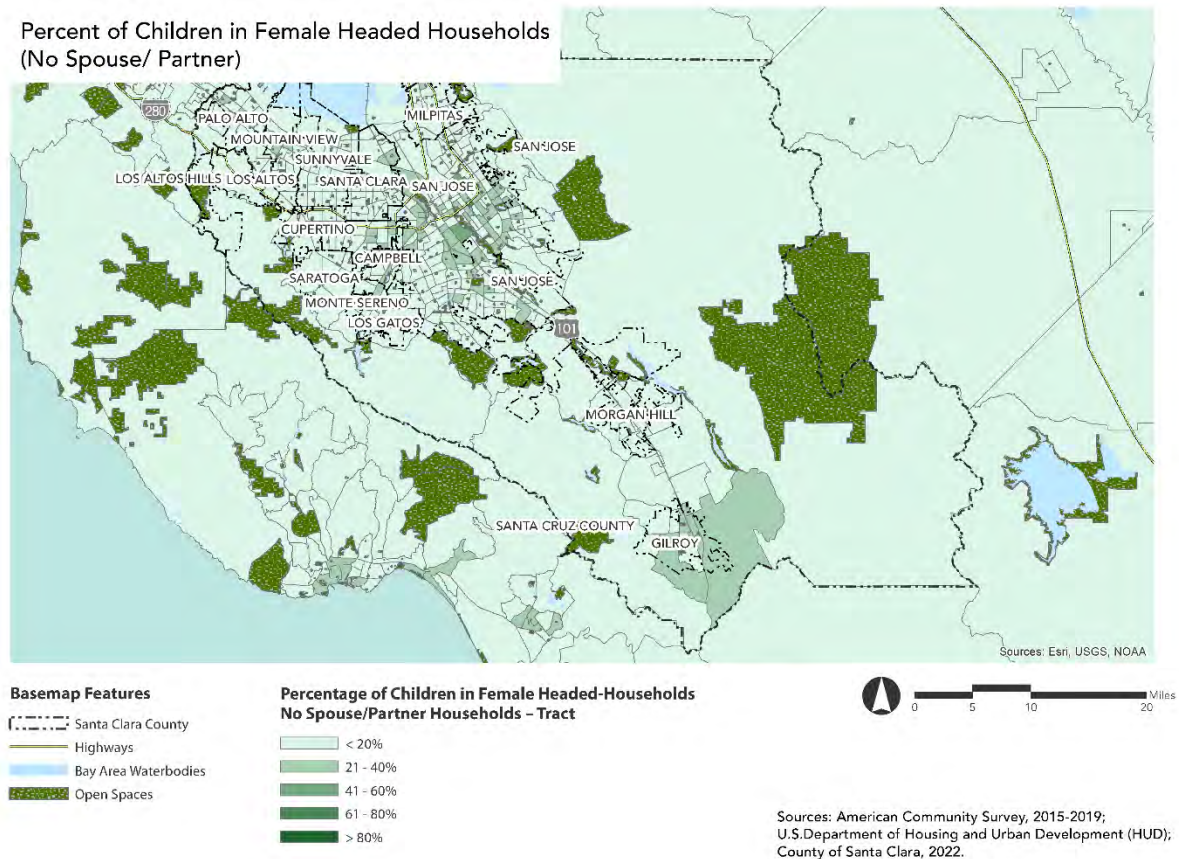 Percent of Children in Female Headed Households
(No Spouse/ Partner)
280
PALO ALTO
MILPITAS
MOUNTAIN VIEW
SAN JOSE
SUNNYVALE
LOS ALTOS HILLS
LOS ALTOS
SANTA CLARA
SAN JOSE
CUPERTINO
CAMPBELL
SARATOGA
SAN JOSE
MONTE SERENO
LOS GATOS
101
MORGAN HILL
SANTA CRUZ COUNTY
GILROY
Sources: Esri, USGS, NOAA
Basemap Features
Santa Clara County
Highways
Bay Area Waterbodies
Open Spaces
Percentage of Children in Female Headed-Households
No Spouse/Partner Households – Tract
< 20%
21 - 40%
41 - 60%
61 - 80%
> 80%
Miles
0 5 10 20
Sources: American Community Survey, 2015-2019;
U.S.Department of Housing and Urban Development (HUD);
County of Santa Clara, 2022.